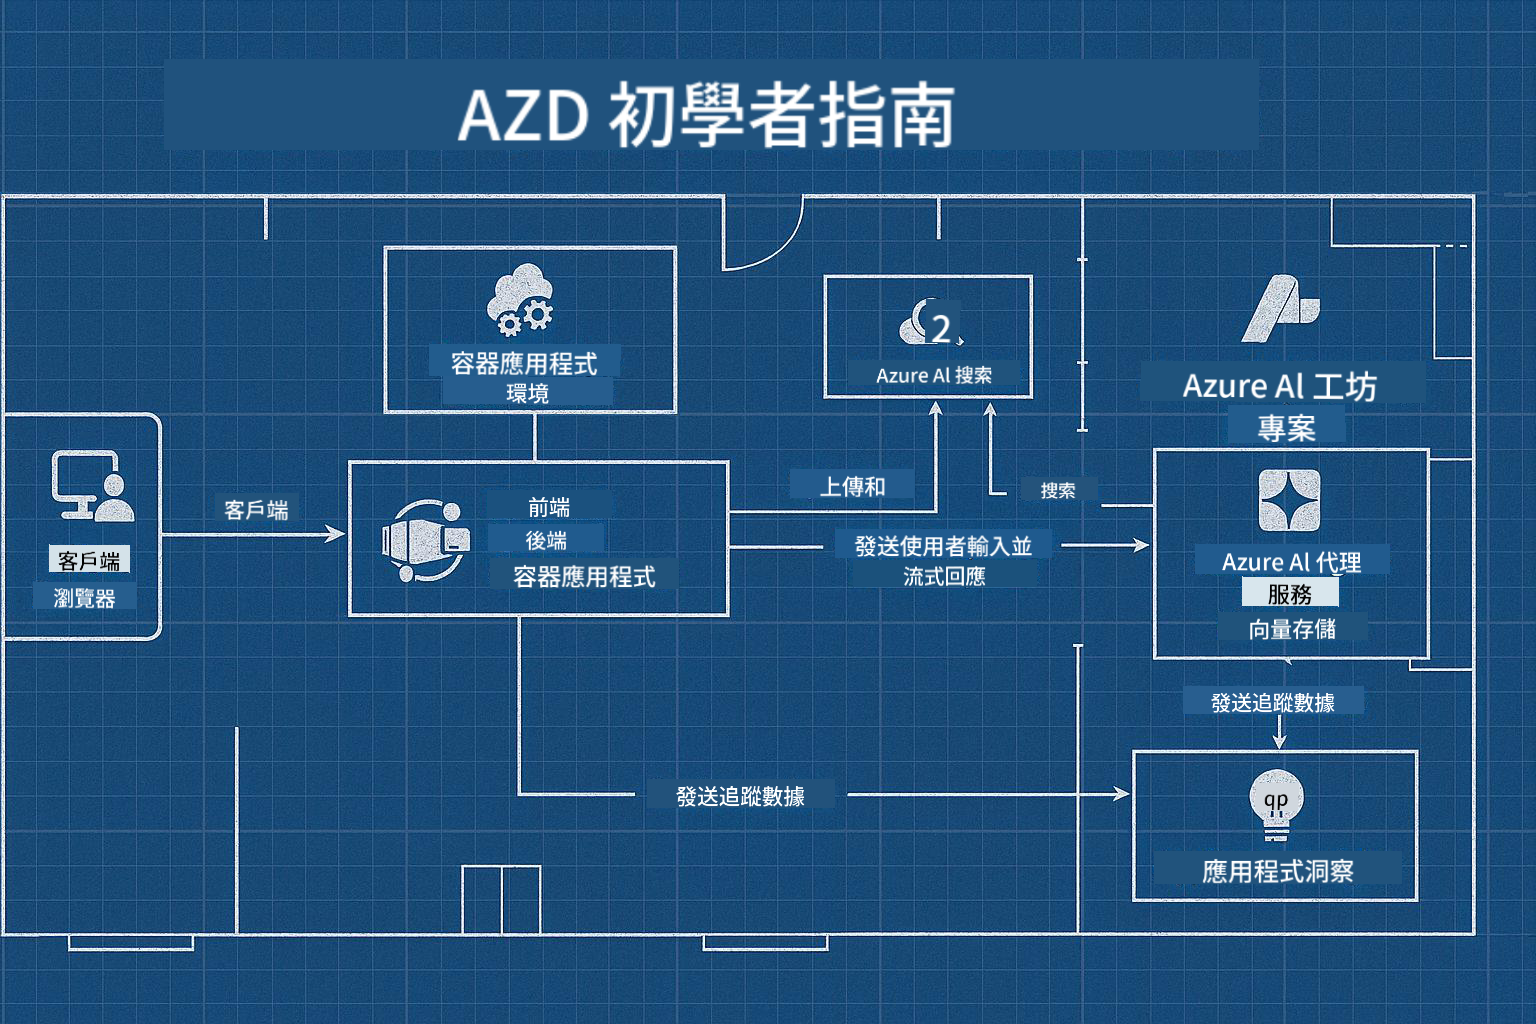 AZD 初學者指南
容器應用程式
環境
2
Azure Al 搜索
Azure Al 工坊
專案
客戶端
瀏覽器
客戶端
前端
後端
容器應用程式
上傳和
搜索
發送使用者輸入並
流式回應
Azure Al 代理
服務
向量存儲
發送追蹤數據
發送追蹤數據
qp
應用程式洞察